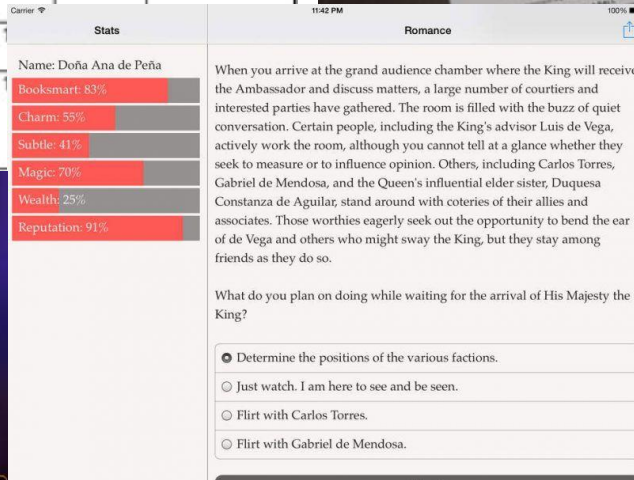 Carrier
11:42 PM
100%
Stats
Romance
Name: Doña Ana de Peña
Booksmart: 83%
Charm: 55%
Subtle: 41%
Magic: 70%
Wealth: 25%
Reputation: 91%
When you arrive at the grand audience chamber where the King will receive
the Ambassador and discuss matters, a large number of courtiers and
interested parties have gathered. The room is filled with the buzz of quiet
conversation. Certain people, including the King's advisor Luis de Vega,
actively work the room, although you cannot tell at a glance whether they
seek to measure or to influence opinion. Others, including Carlos Torres,
Gabriel de Mendosa, and the Queen's influential elder sister, Duquesa
Constanza de Aguilar, stand around with coteries of their allies and
associates. Those worthies eagerly seek out the opportunity to bend the ear
of de Vega and others who might sway the King, but they stay among
friends as they do so.
What do you plan on doing while waiting for the arrival of His Majesty the
King?
Determine the positions of the various factions.
Just watch. I am here to see and be seen.
Flirt with Carlos Torres.
Flirt with Gabriel de Mendosa.